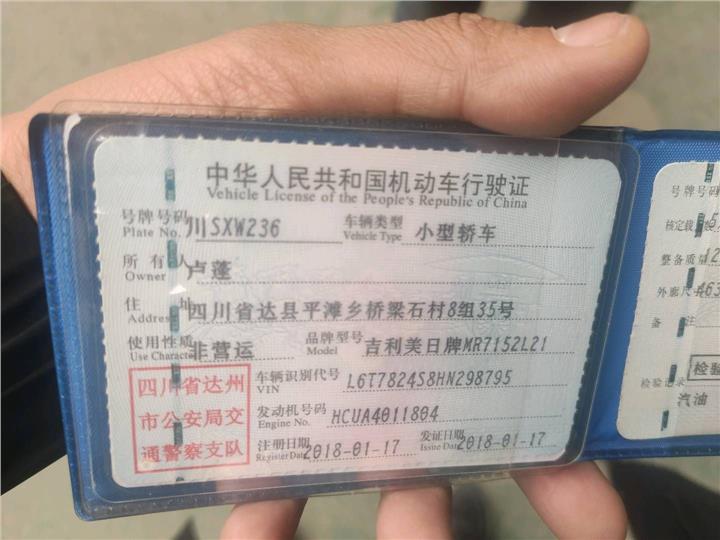 中华人民共和国机动车行驶证
Vehicle License of the People's Republic of China
号牌号码 川SXW236 车辆类型 小型轿车
Plate No. Vehicle Type
所有人 卢蓬
Owner
住址 四川省达县平滩乡桥梁石村8组35号
Address
使用性质 非营运 品牌型号 吉利美日牌MR7152L21
Use Character Model
四川省达州
市公安局交
通警察支队
车辆识别代号 L6T7824S8HN298795
VIN
发动机号码 HCUA4011804
Engine No.
注册日期 2018-01-17 发证日期 2018-01-17
Register Date Issue Date
号牌号码
核定载
整备质量
外廓尺 463
备注
检验
检验记录
汽油